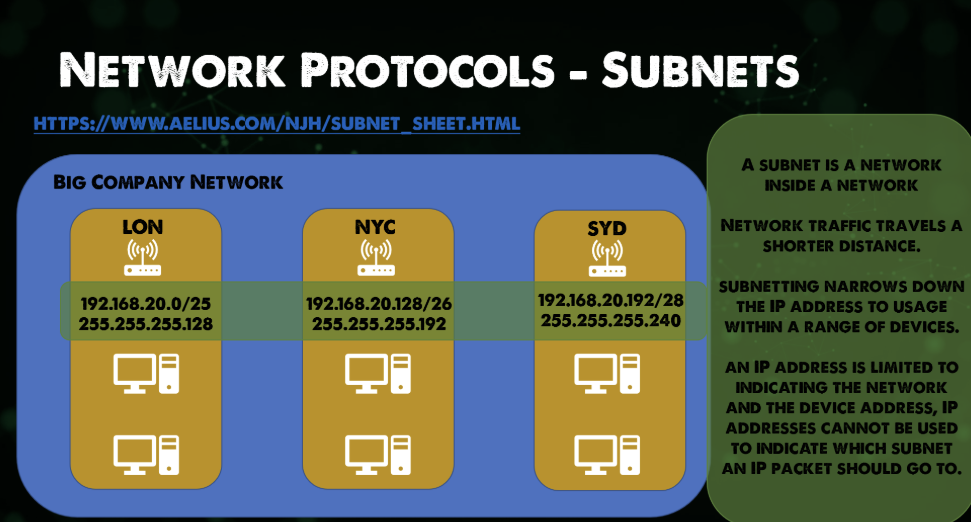 Network Protocols - Subnets
HTTPS://WWW.AELIUS.COM/NJH/SUBNET_SHEET.HTML
Big Company Network
LON
192.168.20.0/25
255.255.255.128
NYC
192.168.20.128/26
255.255.255.192
SYD
192.168.20.192/28
255.255.255.240
A subnet is a network
inside a network
Network traffic travels a
shorter distance.
subnetting narrows down
the IP address to usage
within a range of devices.
an IP address is limited to
indicating the network
and the device address, IP
addresses cannot be used
to indicate which subnet
an IP packet should go to.